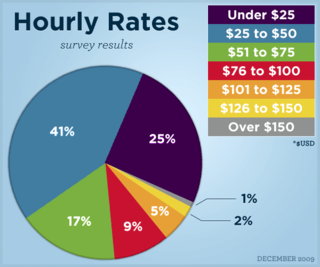 Hourly Rates
survey results
Under $25
$25 to $50
$51 to $75
$76 to $100
$101 to $125
$126 to $150
Over $150
*$USD
41%
25%
1%
2%
5%
9%
17%
DECEMBER 2009